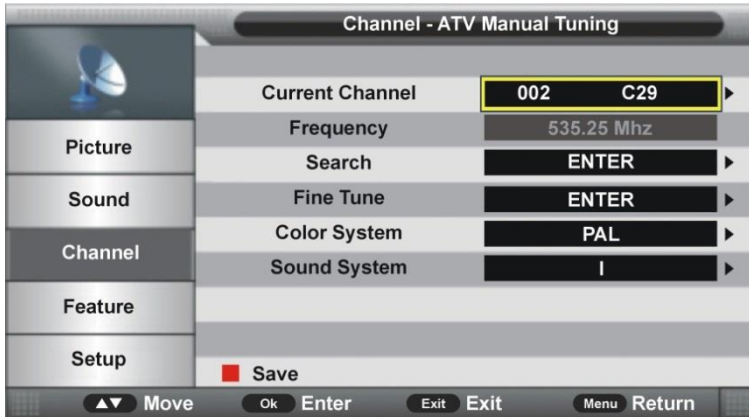 Channel - ATV Manual Tuning
Picture
Sound
Channel
Feature
Setup
Current Channel 002 C29
Frequency 535.25 Mhz
Search ENTER
Fine Tune ENTER
Color System PAL
Sound System I
Save
▲▼ Move Ok Enter Exit Exit Menu Return